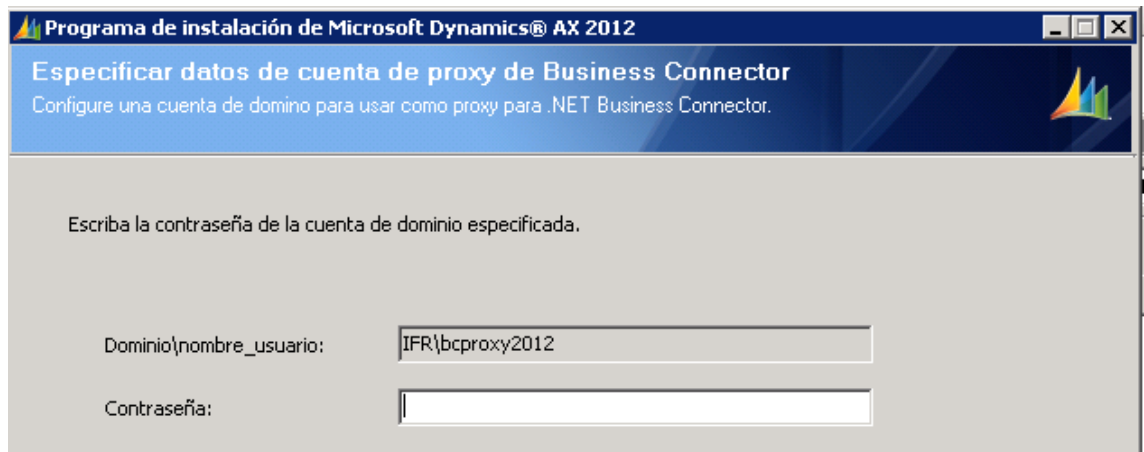 Programa de instalación de Microsoft Dynamics® AX 2012
Especificar datos de cuenta de proxy de Business Connector
Configure una cuenta de domino para usar como proxy para .NET Business Connector.
Escriba la contraseña de la cuenta de dominio especificada.
Dominio\nombre_usuario: IFR\bcproxy2012
Contraseña: